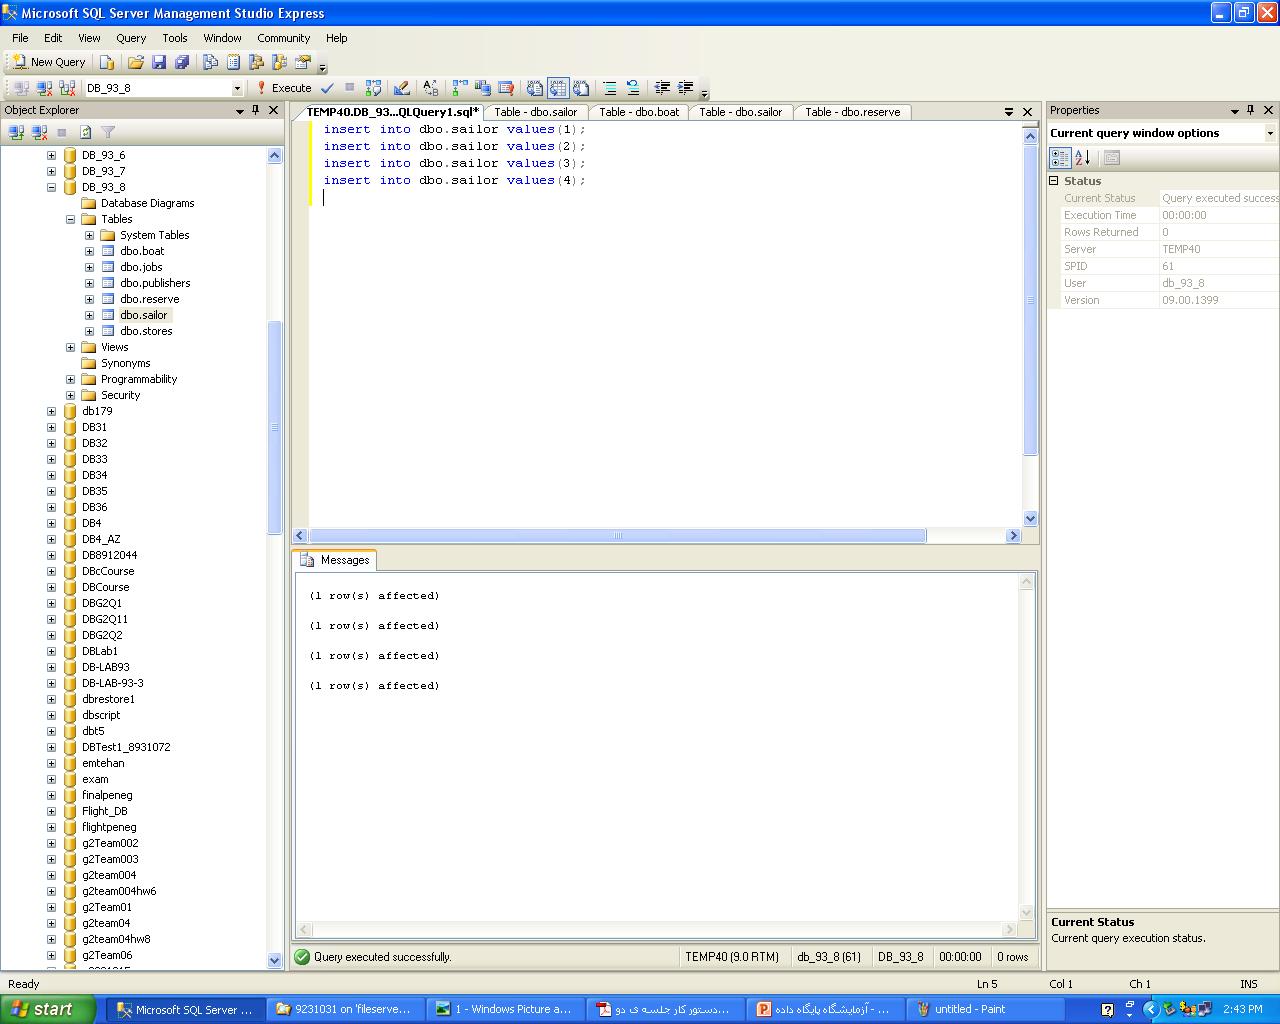 Microsoft SQL Server Management Studio Express
File Edit View Query Tools Window Community Help
New Query
DB_93_8 Execute
Object Explorer
DB_93_6
DB_93_7
DB_93_8
Database Diagrams
Tables
System Tables
dbo.boat
dbo.jobs
dbo.publishers
dbo.reserve
dbo.sailor
dbo.stores
Views
Synonyms
Programmability
Security
db179
DB31
DB32
DB33
DB34
DB35
DB36
DB4
DB4_AZ
DB8912044
DBcCourse
DBCourse
DBG2Q1
DBG2Q11
DBG2Q2
DBLab1
DB-LAB93
DB-LAB-93-3
dbrestore1
dbscript
dbt5
DBTest1_8931072
emtehan
exam
finalpeneg
Flight_DB
flightpeneg
g2Team002
g2Team003
g2team004
g2team004hw6
g2Team01
g2team04
g2team04hw8
g2Team06
TEMP40.DB_93...QLQuery1.sql* Table - dbo.sailor Table - dbo.boat Table - dbo.sailor Table - dbo.reserve
insert into dbo.sailor values(1);
insert into dbo.sailor values(2);
insert into dbo.sailor values(3);
insert into dbo.sailor values(4);
Messages
(1 row(s) affected)
(1 row(s) affected)
(1 row(s) affected)
(1 row(s) affected)
Query executed successfully. TEMP40 (9.0 RTM) db_93_8 (61) DB_93_8 00:00:00 0 rows
Properties
Current query window options
Status
Current Status Query executed success
Execution Time 00:00:00
Rows Returned 0
Server TEMP40
SPID 61
User db_93_8
Version 09.00.1399
Current Status
Current query execution status.
Ready Ln 5 Col 1 Ch 1 INS
start Microsoft SQL Server ... 9231031 on 'fileserve... 1 - Windows Picture a... دستور کار جلسه ی دو... آزمایشگاه پایگاه داده - ... untitled - Paint 2:43 PM